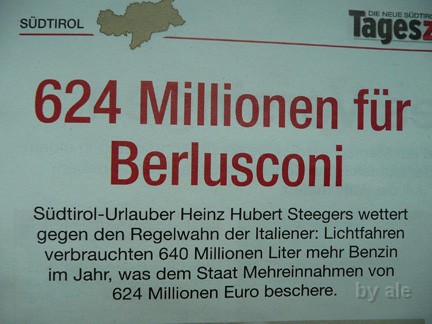 SÜDTIROL
DIE NEUE SÜDTIRO
Tagesz
624 Millionen für
Berlusconi
Südtirol-Urlauber Heinz Hubert Steegers wettert
gegen den Regelwahn der Italiener: Lichtfahren
verbrauchten 640 Millionen Liter mehr Benzin
im Jahr, was dem Staat Mehreinnahmen von
624 Millionen Euro beschere.
by ale